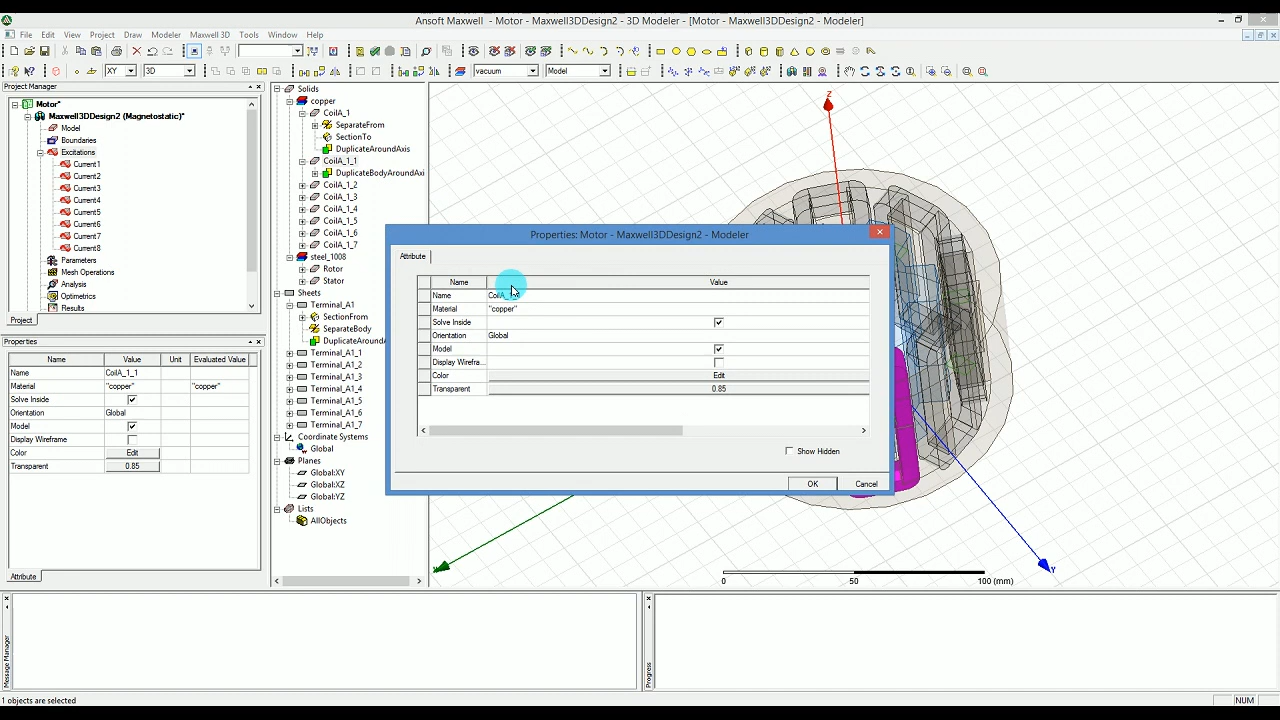 Ansoft Maxwell - Motor - Maxwell3DDesign2 - 3D Modeler - [Motor - Maxwell3DDesign2 - Modeler]
File Edit View Project Draw Modeler Maxwell 3D Tools Window Help
XY 3D vacuum Model
Project Manager
Motor*
Maxwell3DDesign2 (Magnetostatic)*
Model
Boundaries
Excitations
Current1
Current2
Current3
Current4
Current5
Current6
Current7
Current8
Parameters
Mesh Operations
Analysis
Optimetrics
Results
Project
Properties
Name Value Unit Evaluated Value
Name CoilA_1_1
Material "copper" "copper"
Solve Inside
Orientation Global
Model
Display Wireframe
Color Edit
Transparent 0.85
Attribute
Solids
copper
CoilA_1
SeparateFrom
SectionTo
DuplicateAroundAxis
CoilA_1_1
DuplicateBodyAroundAxi
CoilA_1_2
CoilA_1_3
CoilA_1_4
CoilA_1_5
CoilA_1_6
CoilA_1_7
steel_1008
Rotor
Stator
Sheets
Terminal_A1
SectionFrom
SeparateBody
DuplicateAroundA
Terminal_A1_1
Terminal_A1_2
Terminal_A1_3
Terminal_A1_4
Terminal_A1_5
Terminal_A1_6
Terminal_A1_7
Coordinate Systems
Global
Planes
Global:XY
Global:XZ
Global:YZ
Lists
AllObjects
Properties: Motor - Maxwell3DDesign2 - Modeler
Attribute
Name Value
Name
Material "copper"
Solve Inside
Orientation Global
Model
Display Wirefra...
Color Edit
Transparent 0.85
Show Hidden
OK Cancel
Z
X
Y
0 50 100 (mm)
Message Manager
Progress
1 objects are selected
NUM